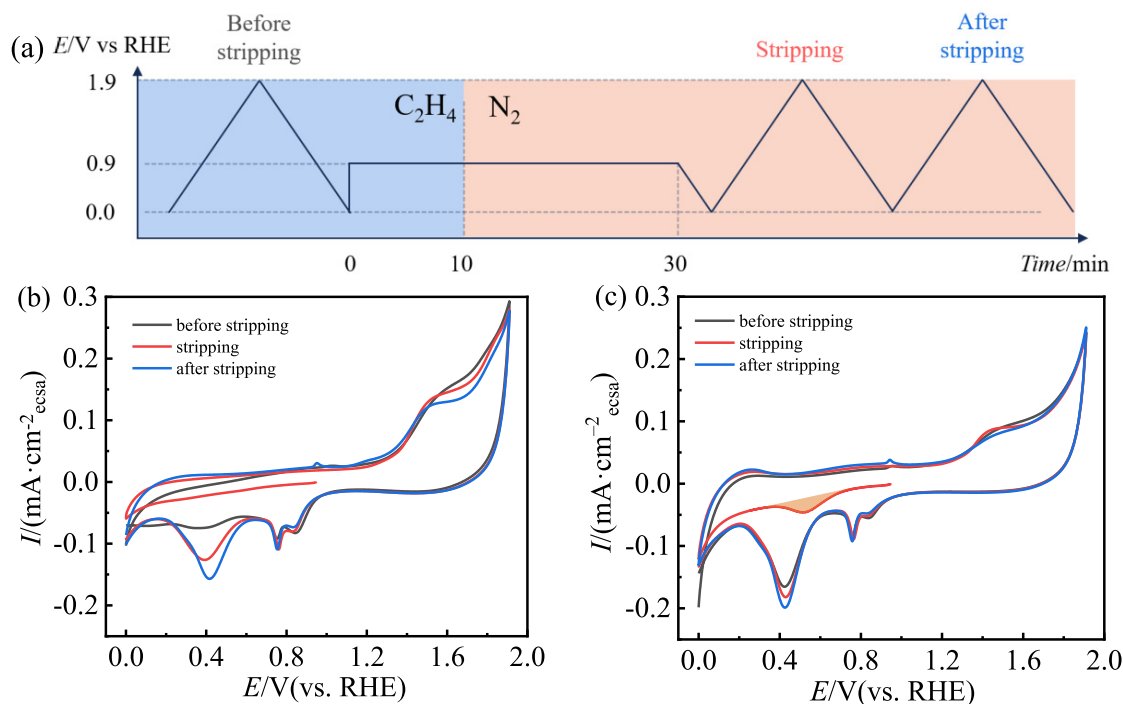 (a)
E/V vs RHE
Before
stripping
Stripping
After
stripping
1.9
C₂H₄ N₂
0.9
0.0
0 10 30 Time/min
(b)
0.3
0.2
0.1
0.0
-0.1
-0.2
I/(mA·cm⁻²ecsa)
before stripping
stripping
after stripping
0.0 0.4 0.8 1.2 1.6 2.0
E/V(vs. RHE)
(c)
0.3
0.2
0.1
0.0
-0.1
-0.2
I/(mA·cm⁻²ecsa)
before stripping
stripping
after stripping
0.0 0.4 0.8 1.2 1.6 2.0
E/V(vs. RHE)